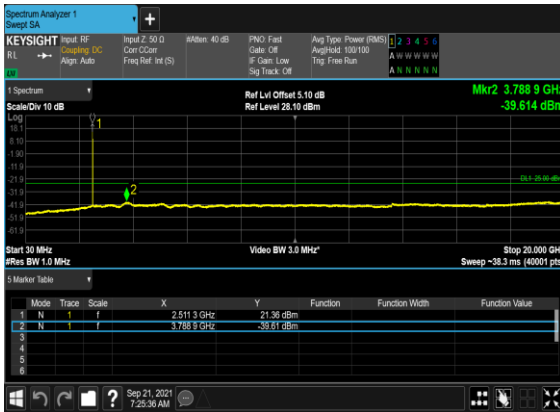 Spectrum Analyzer 1
Swept SA
+
KEYSIGHT Input: RF Input Z: 50 Ω #Atten: 40 dB PNO: Fast Avg Type: Power (RMS) 1 2 3 4 5 6
RL Coupling: DC Corr CCorr Gate: Off Avg|Hold: 100/100 A W W W W W
Align: Auto Freq Ref: Int (S) IF Gain: Low Trig: Free Run
LXI Sig Track: Off A N N N N N
1 Spectrum Ref Lvl Offset 5.10 dB Mkr2 3.788 9 GHz
Scale/Div 10 dB Ref Level 28.10 dBm -39.614 dBm
Log
18.1
8.10
-1.90
-11.9
-21.9
-31.9
-41.9
-51.9
-61.9
1
2
DL1 -25.00 dBm
Start 30 MHz Video BW 3.0 MHz* Stop 20.000 GHz
#Res BW 1.0 MHz Sweep ~38.3 ms (40001 pts)
5 Marker Table
Mode Trace Scale X Y Function Function Width Function Value
1 N 1 f 2.511 3 GHz 21.36 dBm
2 N 1 f 3.788 9 GHz -39.61 dBm
3
4
5
6
? Sep 21, 2021
7:25:36 AM